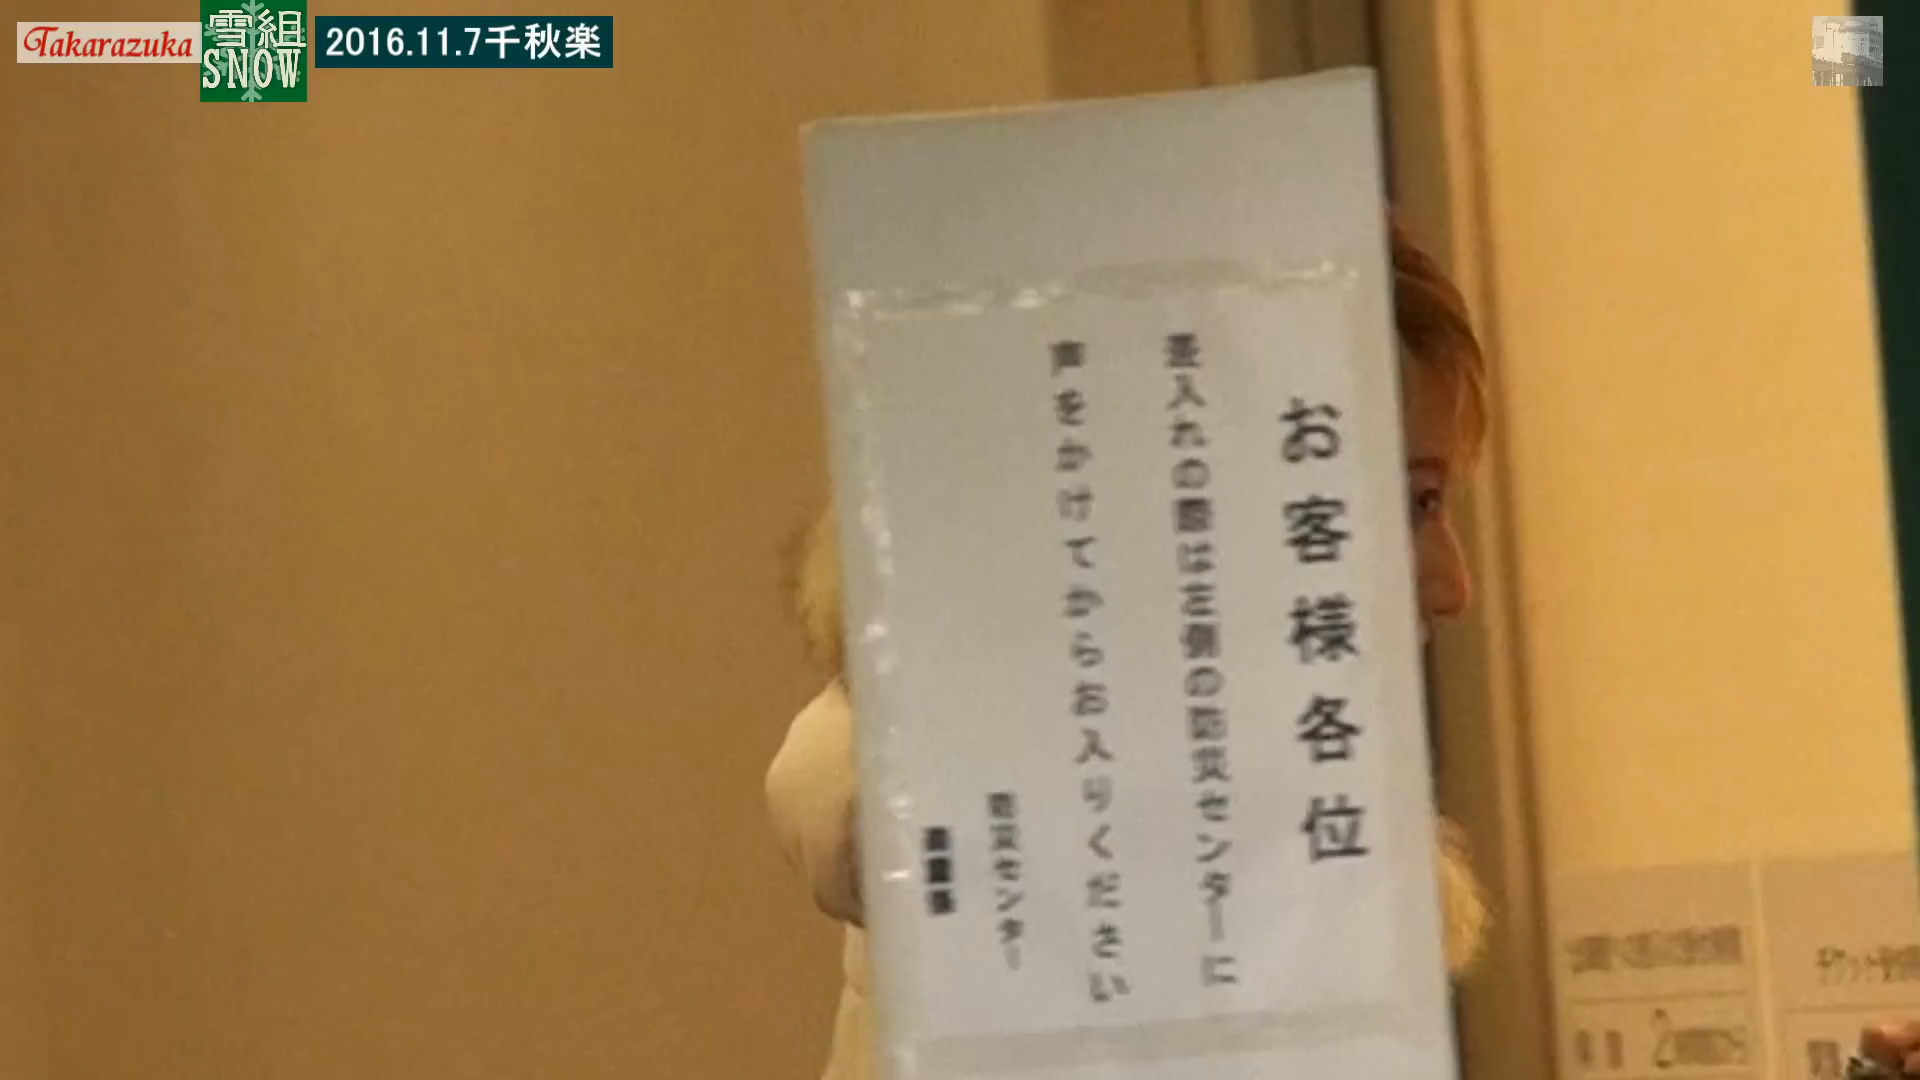 Takarazuka
雪組
SNOW
2016.11.7千秋楽
お客様各位
差入れの際は左側の防災センターに
声をかけてからお入りください
防災センター